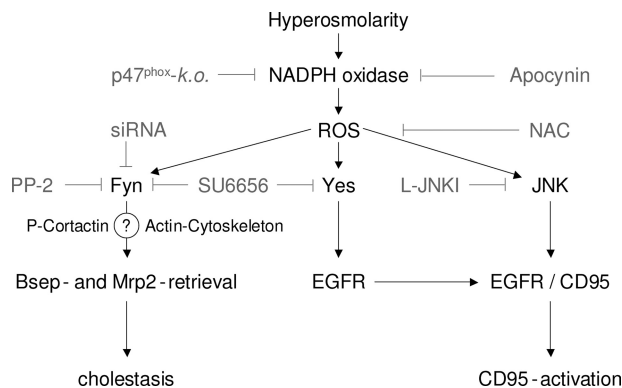 Hyperosmolarity
p47phox-k.o. NADPH oxidase Apocynin
siRNA ROS NAC
PP-2 Fyn SU6656 Yes L-JNKI JNK
P-Cortactin ? Actin-Cytoskeleton
Bsep- and Mrp2-retrieval EGFR EGFR / CD95
cholestasis CD95-activation